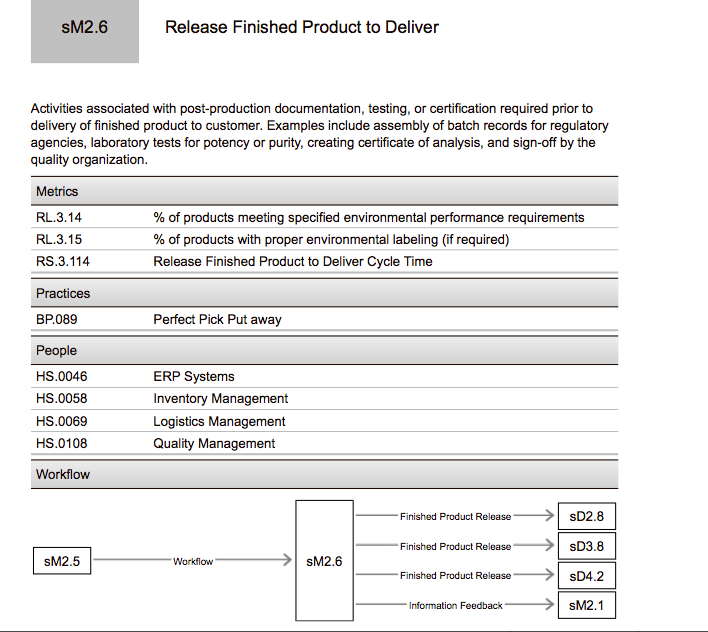 sM2.6 Release Finished Product to Deliver
Activities associated with post-production documentation, testing, or certification required prior to
delivery of finished product to customer. Examples include assembly of batch records for regulatory
agencies, laboratory tests for potency or purity, creating certificate of analysis, and sign-off by the
quality organization.
Metrics
RL.3.14 % of products meeting specified environmental performance requirements
RL.3.15 % of products with proper environmental labeling (if required)
RS.3.114 Release Finished Product to Deliver Cycle Time
Practices
BP.089 Perfect Pick Put away
People
HS.0046 ERP Systems
HS.0058 Inventory Management
HS.0069 Logistics Management
HS.0108 Quality Management
Workflow
sM2.5 Workflow sM2.6
Finished Product Release sD2.8
Finished Product Release sD3.8
Finished Product Release sD4.2
Information Feedback sM2.1